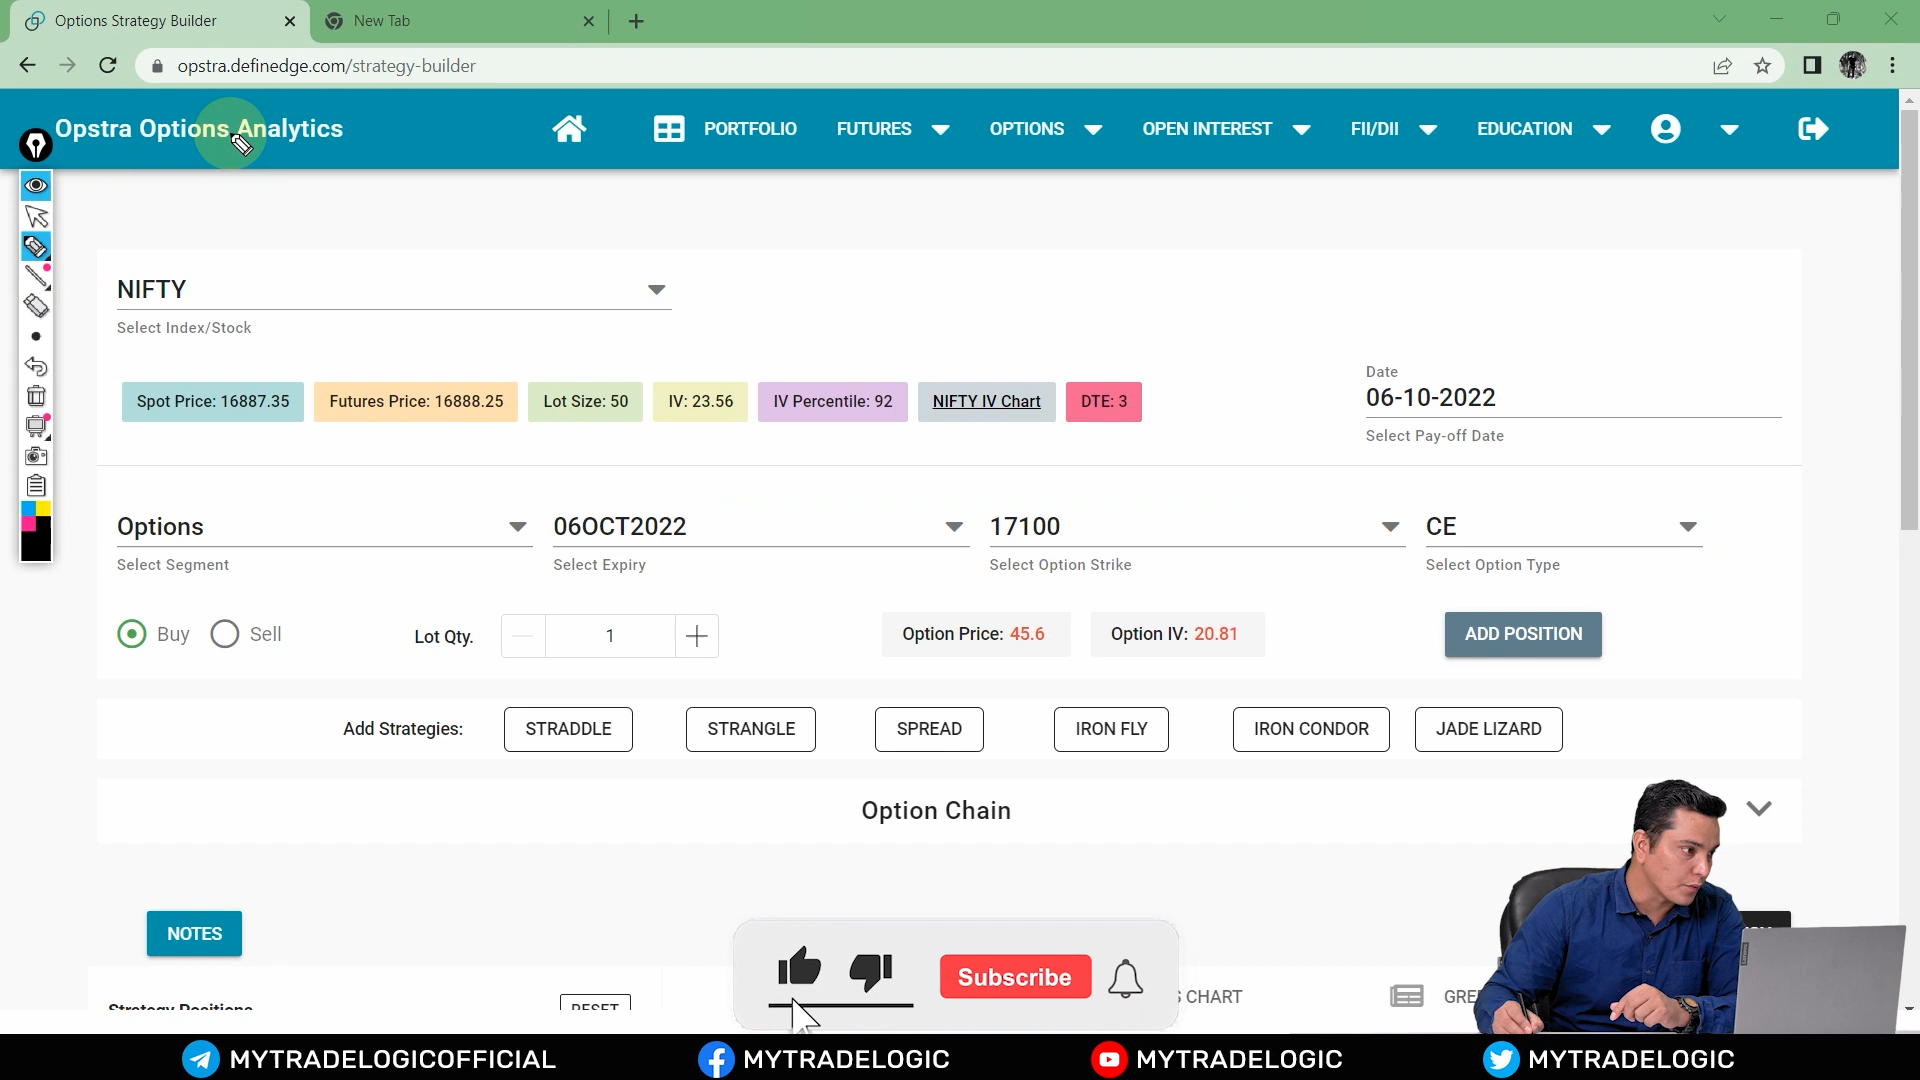 Options Strategy Builder
New Tab
opstra.definedge.com/strategy-builder
Opstra Options Analytics
PORTFOLIO
FUTURES
OPTIONS
OPEN INTEREST
FII/DII
EDUCATION
NIFTY
Select Index/Stock
Spot Price: 16887.35
Futures Price: 16888.25
Lot Size: 50
IV: 23.56
IV Percentile: 92
NIFTY IV Chart
DTE: 3
Date
06-10-2022
Select Pay-off Date
Options
06OCT2022
17100
CE
Select Segment
Select Expiry
Select Option Strike
Select Option Type
Buy
Sell
Lot Qty.
1
Option Price: 45.6
Option IV: 20.81
ADD POSITION
Add Strategies:
STRADDLE
STRANGLE
SPREAD
IRON FLY
IRON CONDOR
JADE LIZARD
Option Chain
NOTES
Strategy Positions
RESET
Subscribe
CHART
GRE
MYTRADELOGICOFFICIAL
MYTRADELOGIC
MYTRADELOGIC
MYTRADELOGIC